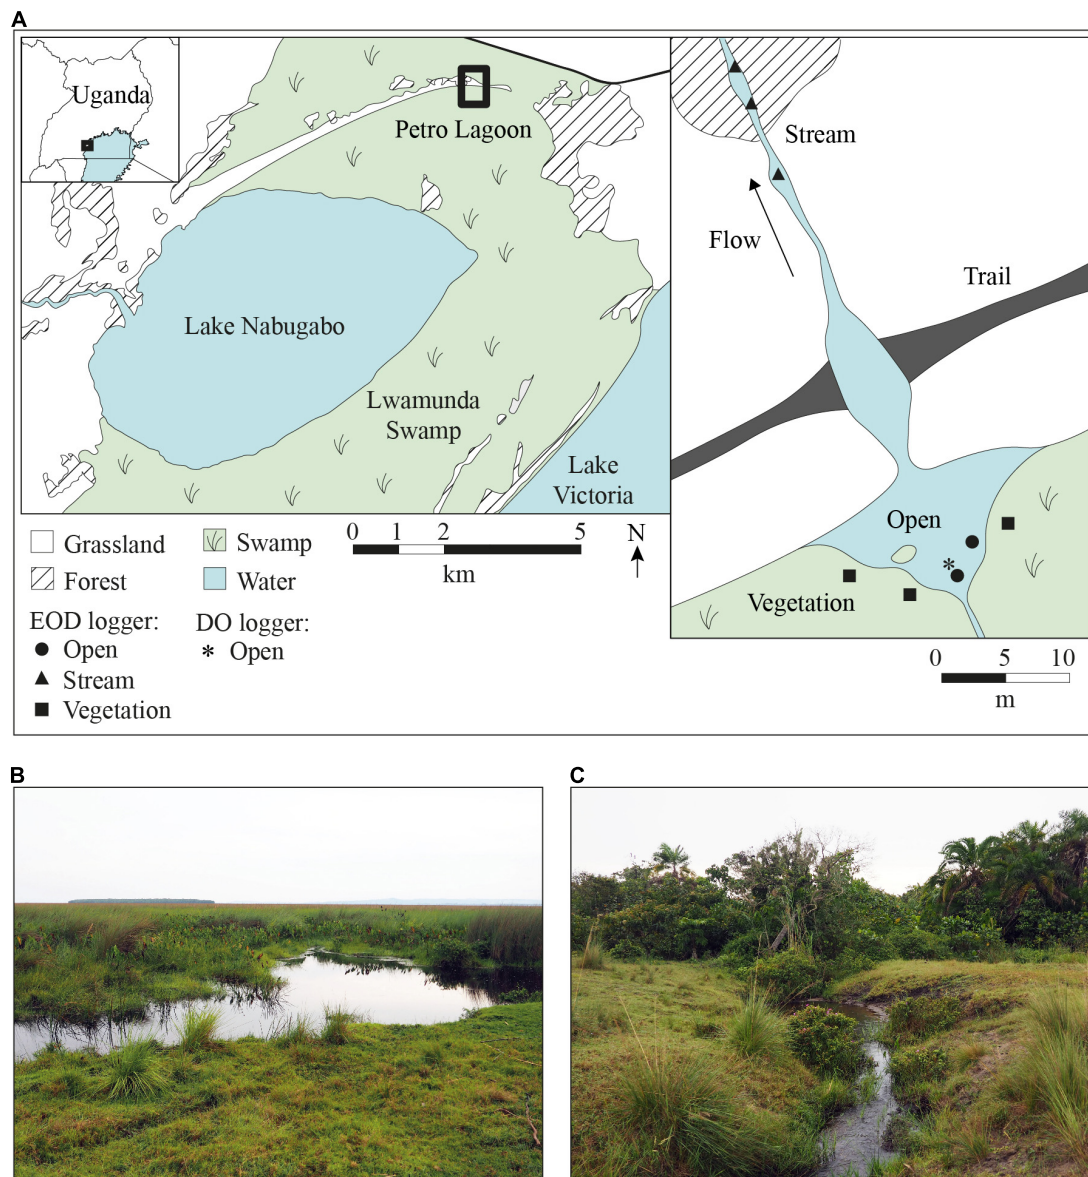 A
Uganda
Petro Lagoon
Lake Nabugabo
Lwamunda
Swamp
Lake
Victoria
Stream
Flow
Trail
Open
Vegetation
Grassland
Swamp
Forest
Water
EOD logger:
DO logger:
Open
Open
Stream
Vegetation
0 1 2 5
km
N
0 5 10
m
B
C